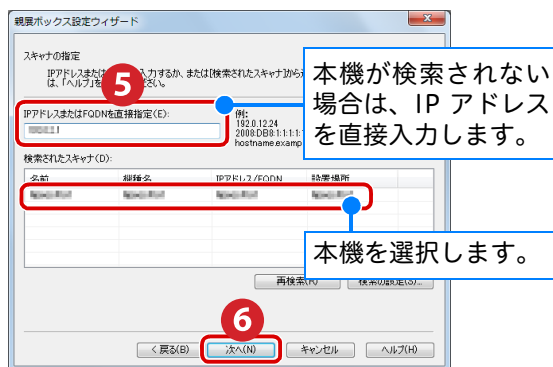 親展ボックス設定ウィザード
スキャナの指定
IPアドレスまたは
入力するか、または[検索されたスキャナ]から
は、「ヘルプ」を
ださい。
5
本機が検索されない
場合は、IP アドレス
を直接入力します。
IPアドレスまたはFQDNを直接指定(E):
例:
192.0.12.24
2008:DB8:1:1:1:1
hostname.examp
検索されたスキャナ(D):
名前 機種名 IPアドレス/FQDN 設置場所
本機を選択します。
再検索(R) 検索の設定(S)...
6
< 戻る(B) 次へ(N) キャンセル ヘルプ(H)